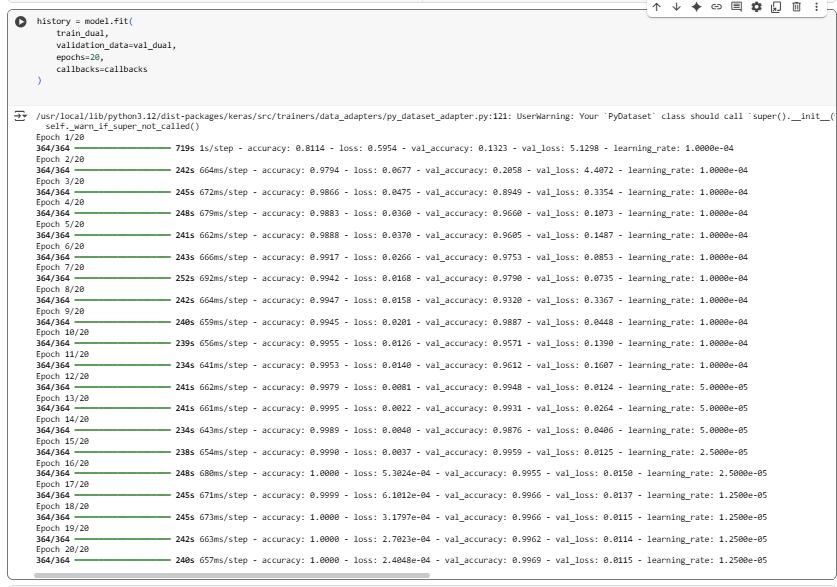 history = model.fit(
    train_dual,
    validation_data=val_dual,
    epochs=20,
    callbacks=callbacks
)
/usr/local/lib/python3.12/dist-packages/keras/src/trainers/data_adapters/py_dataset_adapter.py:121: UserWarning: Your `PyDataset` class should call `super().__init__(
  self._warn_if_super_not_called()
Epoch 1/20
364/364 ━━━━━━━━━━━━━━━━━━━━ 719s 1s/step - accuracy: 0.8114 - loss: 0.5954 - val_accuracy: 0.1323 - val_loss: 5.1298 - learning_rate: 1.0000e-04
Epoch 2/20
364/364 ━━━━━━━━━━━━━━━━━━━━ 242s 664ms/step - accuracy: 0.9794 - loss: 0.0677 - val_accuracy: 0.2058 - val_loss: 4.4072 - learning_rate: 1.0000e-04
Epoch 3/20
364/364 ━━━━━━━━━━━━━━━━━━━━ 245s 672ms/step - accuracy: 0.9866 - loss: 0.0475 - val_accuracy: 0.8949 - val_loss: 0.3354 - learning_rate: 1.0000e-04
Epoch 4/20
364/364 ━━━━━━━━━━━━━━━━━━━━ 248s 679ms/step - accuracy: 0.9883 - loss: 0.0360 - val_accuracy: 0.9660 - val_loss: 0.1073 - learning_rate: 1.0000e-04
Epoch 5/20
364/364 ━━━━━━━━━━━━━━━━━━━━ 241s 662ms/step - accuracy: 0.9888 - loss: 0.0370 - val_accuracy: 0.9605 - val_loss: 0.1487 - learning_rate: 1.0000e-04
Epoch 6/20
364/364 ━━━━━━━━━━━━━━━━━━━━ 243s 666ms/step - accuracy: 0.9917 - loss: 0.0266 - val_accuracy: 0.9753 - val_loss: 0.0853 - learning_rate: 1.0000e-04
Epoch 7/20
364/364 ━━━━━━━━━━━━━━━━━━━━ 252s 692ms/step - accuracy: 0.9942 - loss: 0.0168 - val_accuracy: 0.9790 - val_loss: 0.0735 - learning_rate: 1.0000e-04
Epoch 8/20
364/364 ━━━━━━━━━━━━━━━━━━━━ 242s 664ms/step - accuracy: 0.9947 - loss: 0.0158 - val_accuracy: 0.9320 - val_loss: 0.3367 - learning_rate: 1.0000e-04
Epoch 9/20
364/364 ━━━━━━━━━━━━━━━━━━━━ 240s 659ms/step - accuracy: 0.9945 - loss: 0.0201 - val_accuracy: 0.9887 - val_loss: 0.0448 - learning_rate: 1.0000e-04
Epoch 10/20
364/364 ━━━━━━━━━━━━━━━━━━━━ 239s 656ms/step - accuracy: 0.9955 - loss: 0.0126 - val_accuracy: 0.9571 - val_loss: 0.1390 - learning_rate: 1.0000e-04
Epoch 11/20
364/364 ━━━━━━━━━━━━━━━━━━━━ 234s 641ms/step - accuracy: 0.9953 - loss: 0.0140 - val_accuracy: 0.9612 - val_loss: 0.1607 - learning_rate: 1.0000e-04
Epoch 12/20
364/364 ━━━━━━━━━━━━━━━━━━━━ 241s 662ms/step - accuracy: 0.9979 - loss: 0.0081 - val_accuracy: 0.9948 - val_loss: 0.0124 - learning_rate: 5.0000e-05
Epoch 13/20
364/364 ━━━━━━━━━━━━━━━━━━━━ 241s 661ms/step - accuracy: 0.9995 - loss: 0.0022 - val_accuracy: 0.9931 - val_loss: 0.0264 - learning_rate: 5.0000e-05
Epoch 14/20
364/364 ━━━━━━━━━━━━━━━━━━━━ 234s 643ms/step - accuracy: 0.9989 - loss: 0.0040 - val_accuracy: 0.9876 - val_loss: 0.0406 - learning_rate: 5.0000e-05
Epoch 15/20
364/364 ━━━━━━━━━━━━━━━━━━━━ 238s 654ms/step - accuracy: 0.9990 - loss: 0.0037 - val_accuracy: 0.9959 - val_loss: 0.0125 - learning_rate: 2.5000e-05
Epoch 16/20
364/364 ━━━━━━━━━━━━━━━━━━━━ 248s 680ms/step - accuracy: 1.0000 - loss: 5.3024e-04 - val_accuracy: 0.9955 - val_loss: 0.0150 - learning_rate: 2.5000e-05
Epoch 17/20
364/364 ━━━━━━━━━━━━━━━━━━━━ 245s 671ms/step - accuracy: 0.9999 - loss: 6.1012e-04 - val_accuracy: 0.9966 - val_loss: 0.0137 - learning_rate: 1.2500e-05
Epoch 18/20
364/364 ━━━━━━━━━━━━━━━━━━━━ 245s 673ms/step - accuracy: 1.0000 - loss: 3.1797e-04 - val_accuracy: 0.9966 - val_loss: 0.0115 - learning_rate: 1.2500e-05
Epoch 19/20
364/364 ━━━━━━━━━━━━━━━━━━━━ 242s 663ms/step - accuracy: 1.0000 - loss: 2.7023e-04 - val_accuracy: 0.9962 - val_loss: 0.0114 - learning_rate: 1.2500e-05
Epoch 20/20
364/364 ━━━━━━━━━━━━━━━━━━━━ 240s 657ms/step - accuracy: 1.0000 - loss: 2.4048e-04 - val_accuracy: 0.9969 - val_loss: 0.0115 - learning_rate: 1.2500e-05